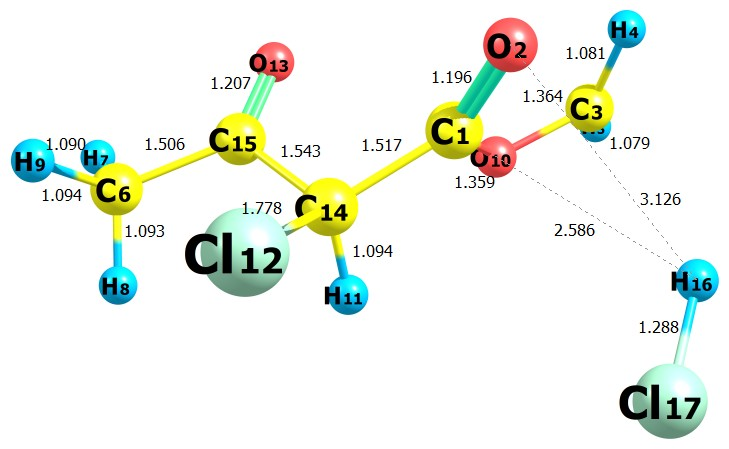 H4
O2
O13
1.081
1.207
1.196
1.364
C3
C1
C15
1.079
1.090
1.506
1.517
1.543
O10
H9
H7
1.359
1.094
C6
3.126
1.778
C14
1.093
2.586
1.094
Cl12
H8
H11
H16
1.288
Cl17